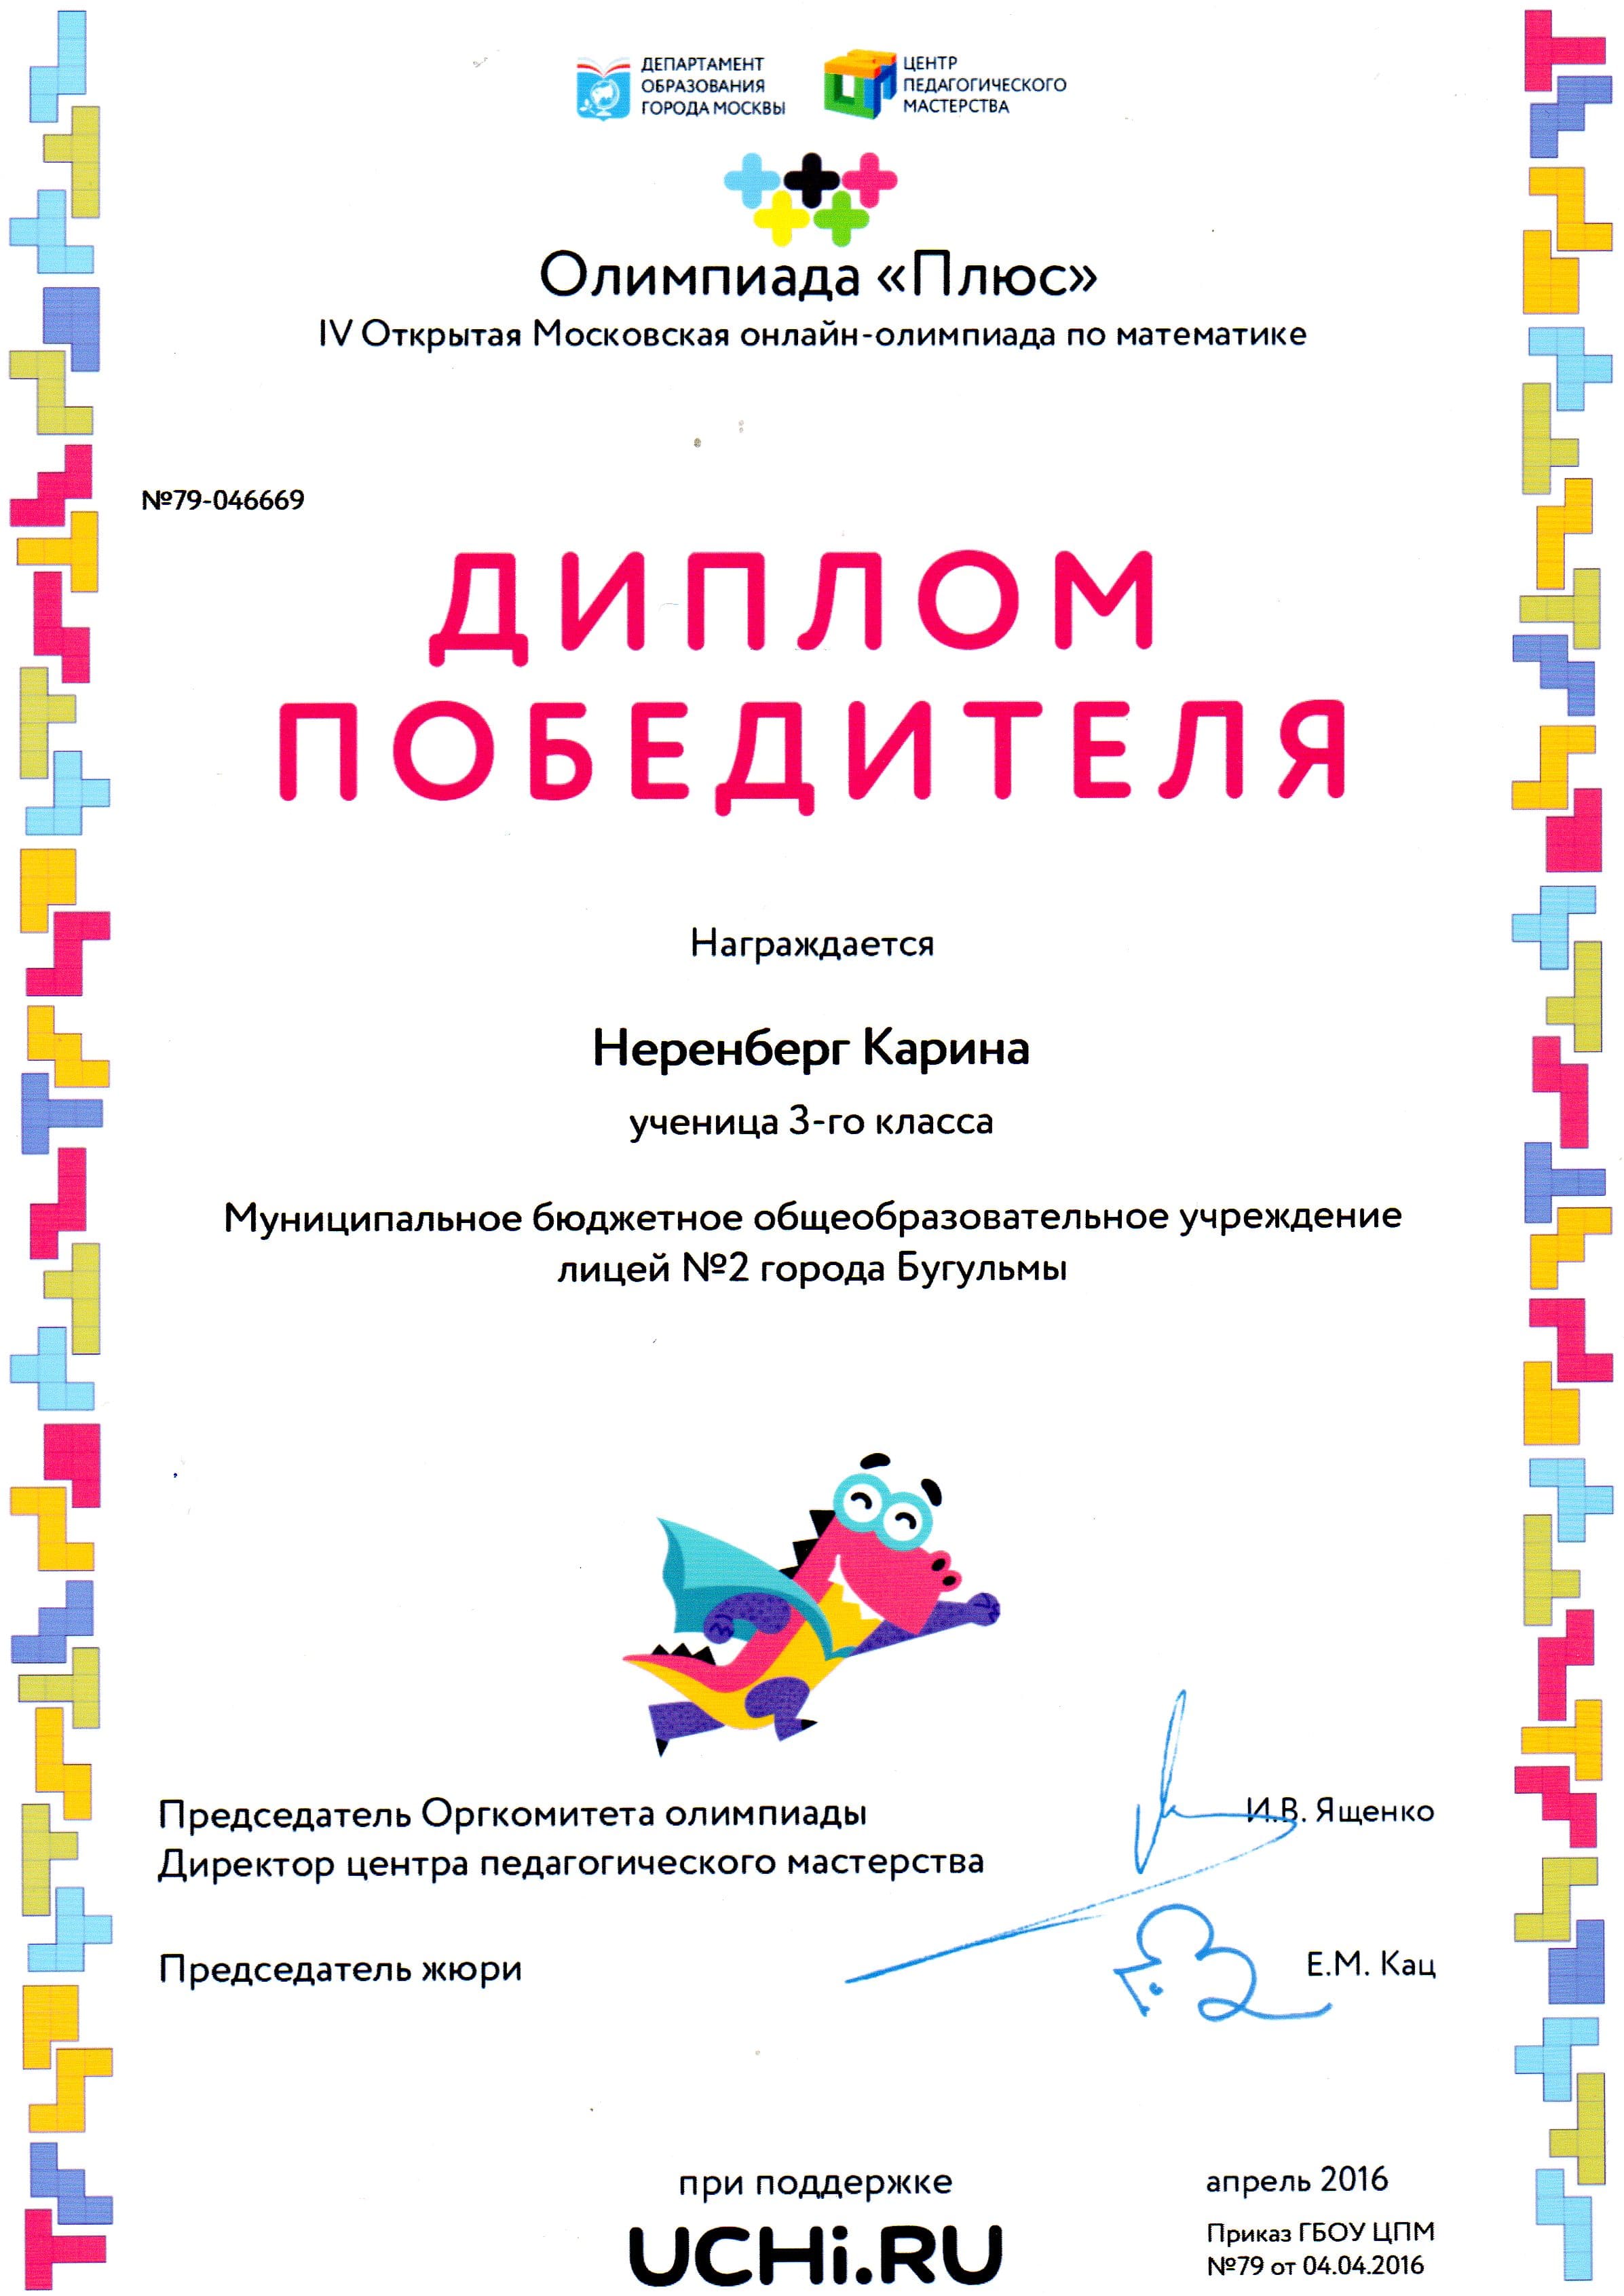 ДЕПАРТАМЕНТ
ОБРАЗОВАНИЯ
ГОРОДА МОСКВЫ
ЦЕНТР
ПЕДАГОГИЧЕСКОГО
МАСТЕРСТВА
Олимпиада «Плюс»
IV Открытая Московская онлайн-олимпиада по математике
№79-046669
ДИПЛОМ
ПОБЕДИТЕЛЯ
Награждается
Неренберг Карина
ученица 3-го класса
Муниципальное бюджетное общеобразовательное учреждение
лицей №2 города Бугульмы
Председатель Оргкомитета олимпиады
Директор центра педагогического мастерства
И.В. Ященко
Председатель жюри
Е.М. Кац
при поддержке
UCHi.RU
апрель 2016
Приказ ГБОУ ЦПМ
№79 от 04.04.2016